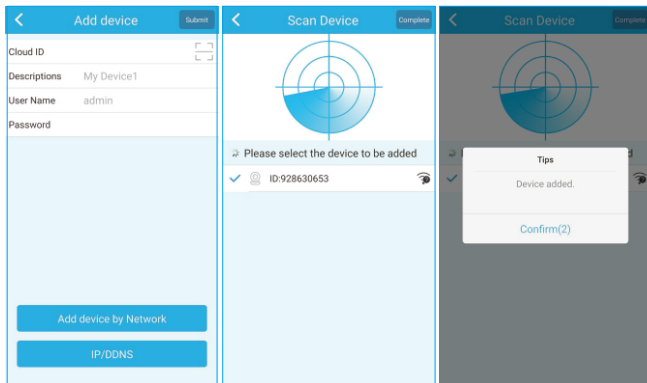 Add device
Submit
Cloud ID
Descriptions My Device1
User Name admin
Password
Add device by Network
IP/DDNS
Scan Device
Complete
Please select the device to be added
ID:928630653
Scan Device
Complete
Tips
Device added.
Confirm(2)